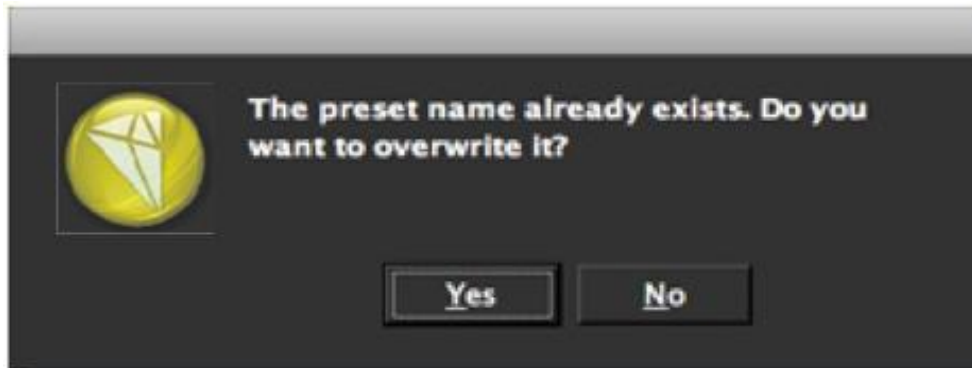 The preset name already exists. Do you
want to overwrite it?
Yes No